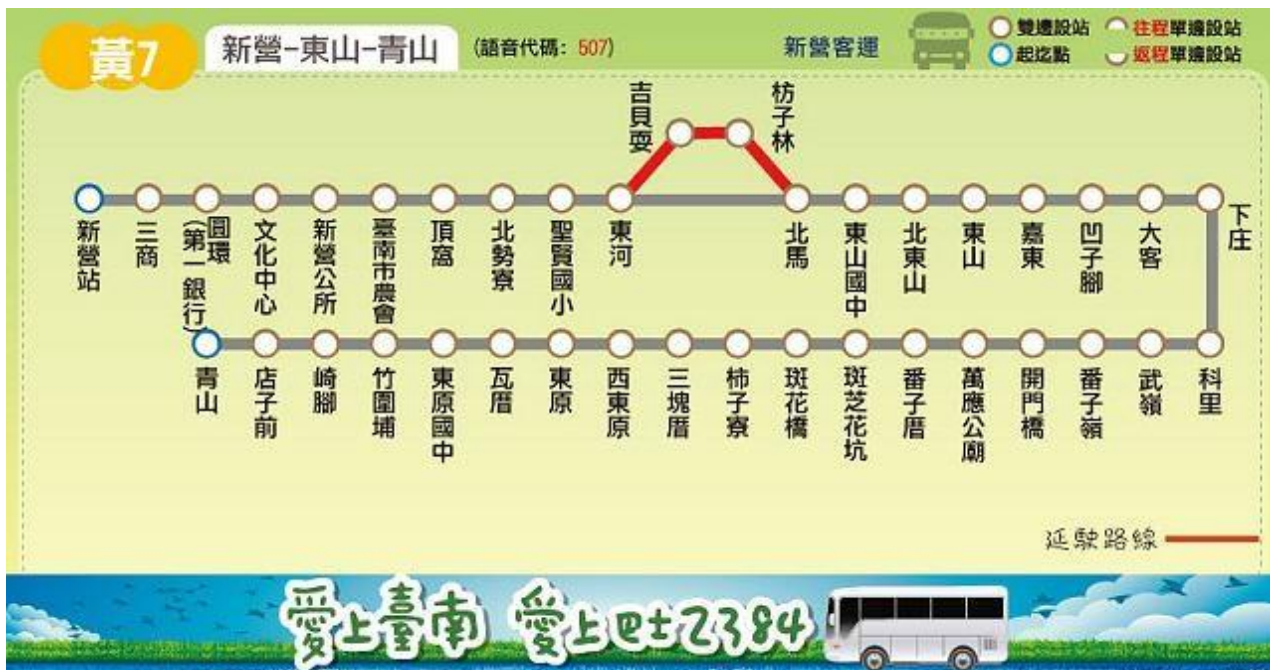 黃7
新營-東山-青山
(語音代碼: 507)
新營客運
雙邊設站
往程單邊設站
起迄點
返程單邊設站
吉貝耍
枋子林
新營站
三商
圓環
(第一銀行)
文化中心
新營公所
臺南市農會
頂窩
北勢寮
聖賢國小
東河
北馬
東山國中
北東山
東山
嘉東
凹子腳
大客
下庄
青山
店子前
崎腳
竹圍埔
東原國中
瓦厝
東原
西東原
三塊厝
柿子寮
斑花橋
斑芝花坑
番子厝
萬應公廟
開門橋
番子嶺
武嶺
科里
延駛路線
愛上臺南 愛上巴士2384